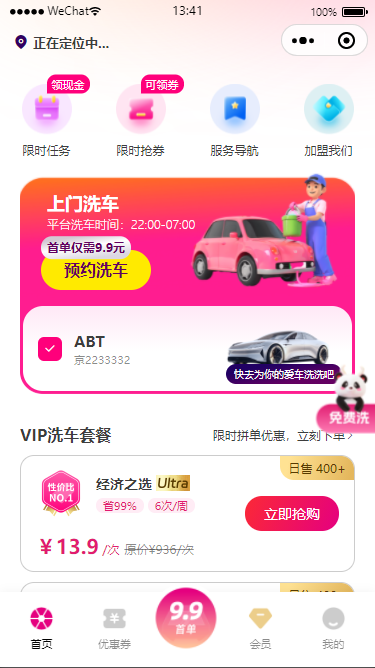 WeChat
13:41
100%
正在定位中...
领现金
可领券
限时任务
限时抢券
服务导航
加盟我们
上门洗车
平台洗车时间：22:00-07:00
首单仅需9.9元
预约洗车
ABT
京2233332
快去为你的爱车洗洗吧
免费洗
VIP洗车套餐
限时拼单优惠，立刻下单
日售 400+
性价比
NO.1
经济之选 Ultra
省99%
6次/周
立即抢购
¥13.9 /次 原价¥936/次
日售 400+
首页
优惠券
9.9
首单
会员
我的